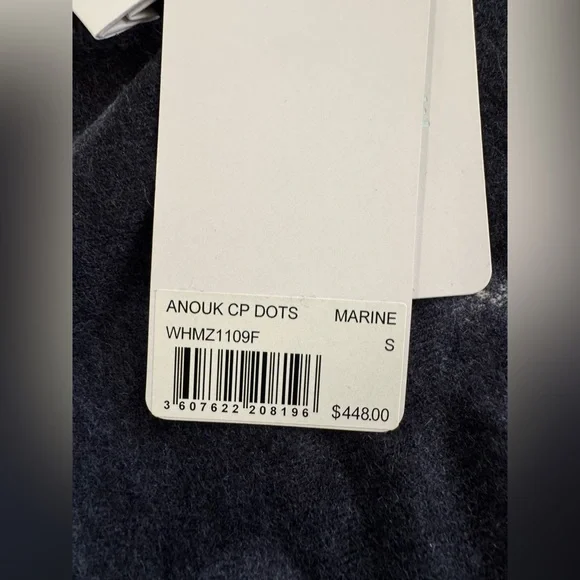 ANOUK CP DOTS MARINE
WHMZ1109F S
3 607622 208196 $448.00